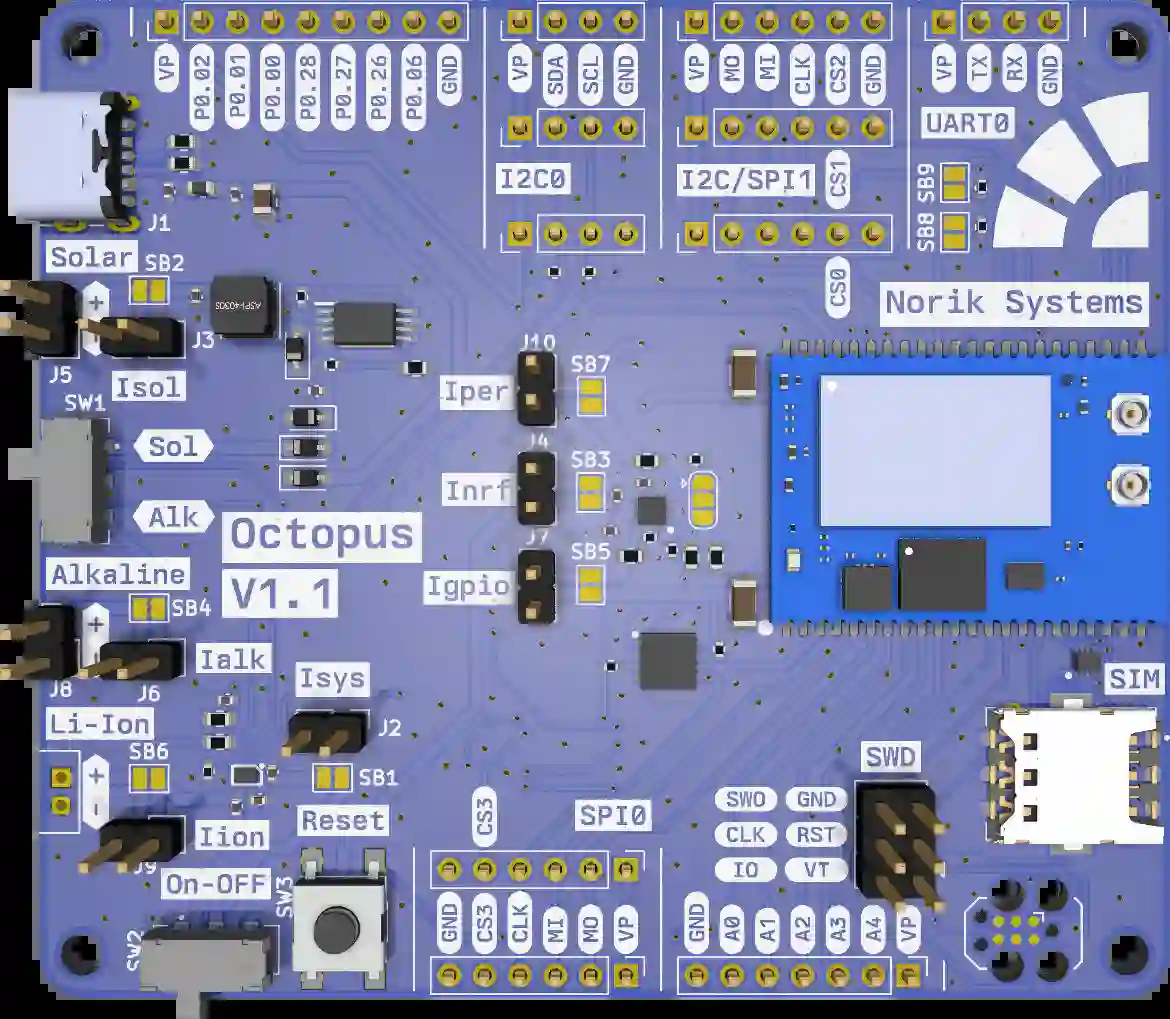 VP P0.02 P0.01 P0.00 P0.28 P0.27 P0.26 P0.06 GND
VP SDA SCL GND
VP MO MI CLK CS2 GND
VP TX RX GND
UART0
I2C0
I2C/SPI1
CS1
SB9
SB8
CS0
Norik Systems
J1
Solar
SB2
+
J3
J5
Isol
ASPI-4030S
SW1
Sol
Alk
Octopus
V1.1
J10
Iper
SB7
J4
Inrf
SB3
J7
Igpio
SB5
Alkaline
+
SB4
Ialk
J8
J6
Isys
J2
SB1
Li-Ion
SB6
+
-
Iion
J9
Reset
On-OFF
SW3
SW2
SIM
SWD
SWO GND
CLK RST
IO VT
CS3
SPI0
GND CS3 CLK MI MO VP
GND A0 A1 A2 A3 A4 VP